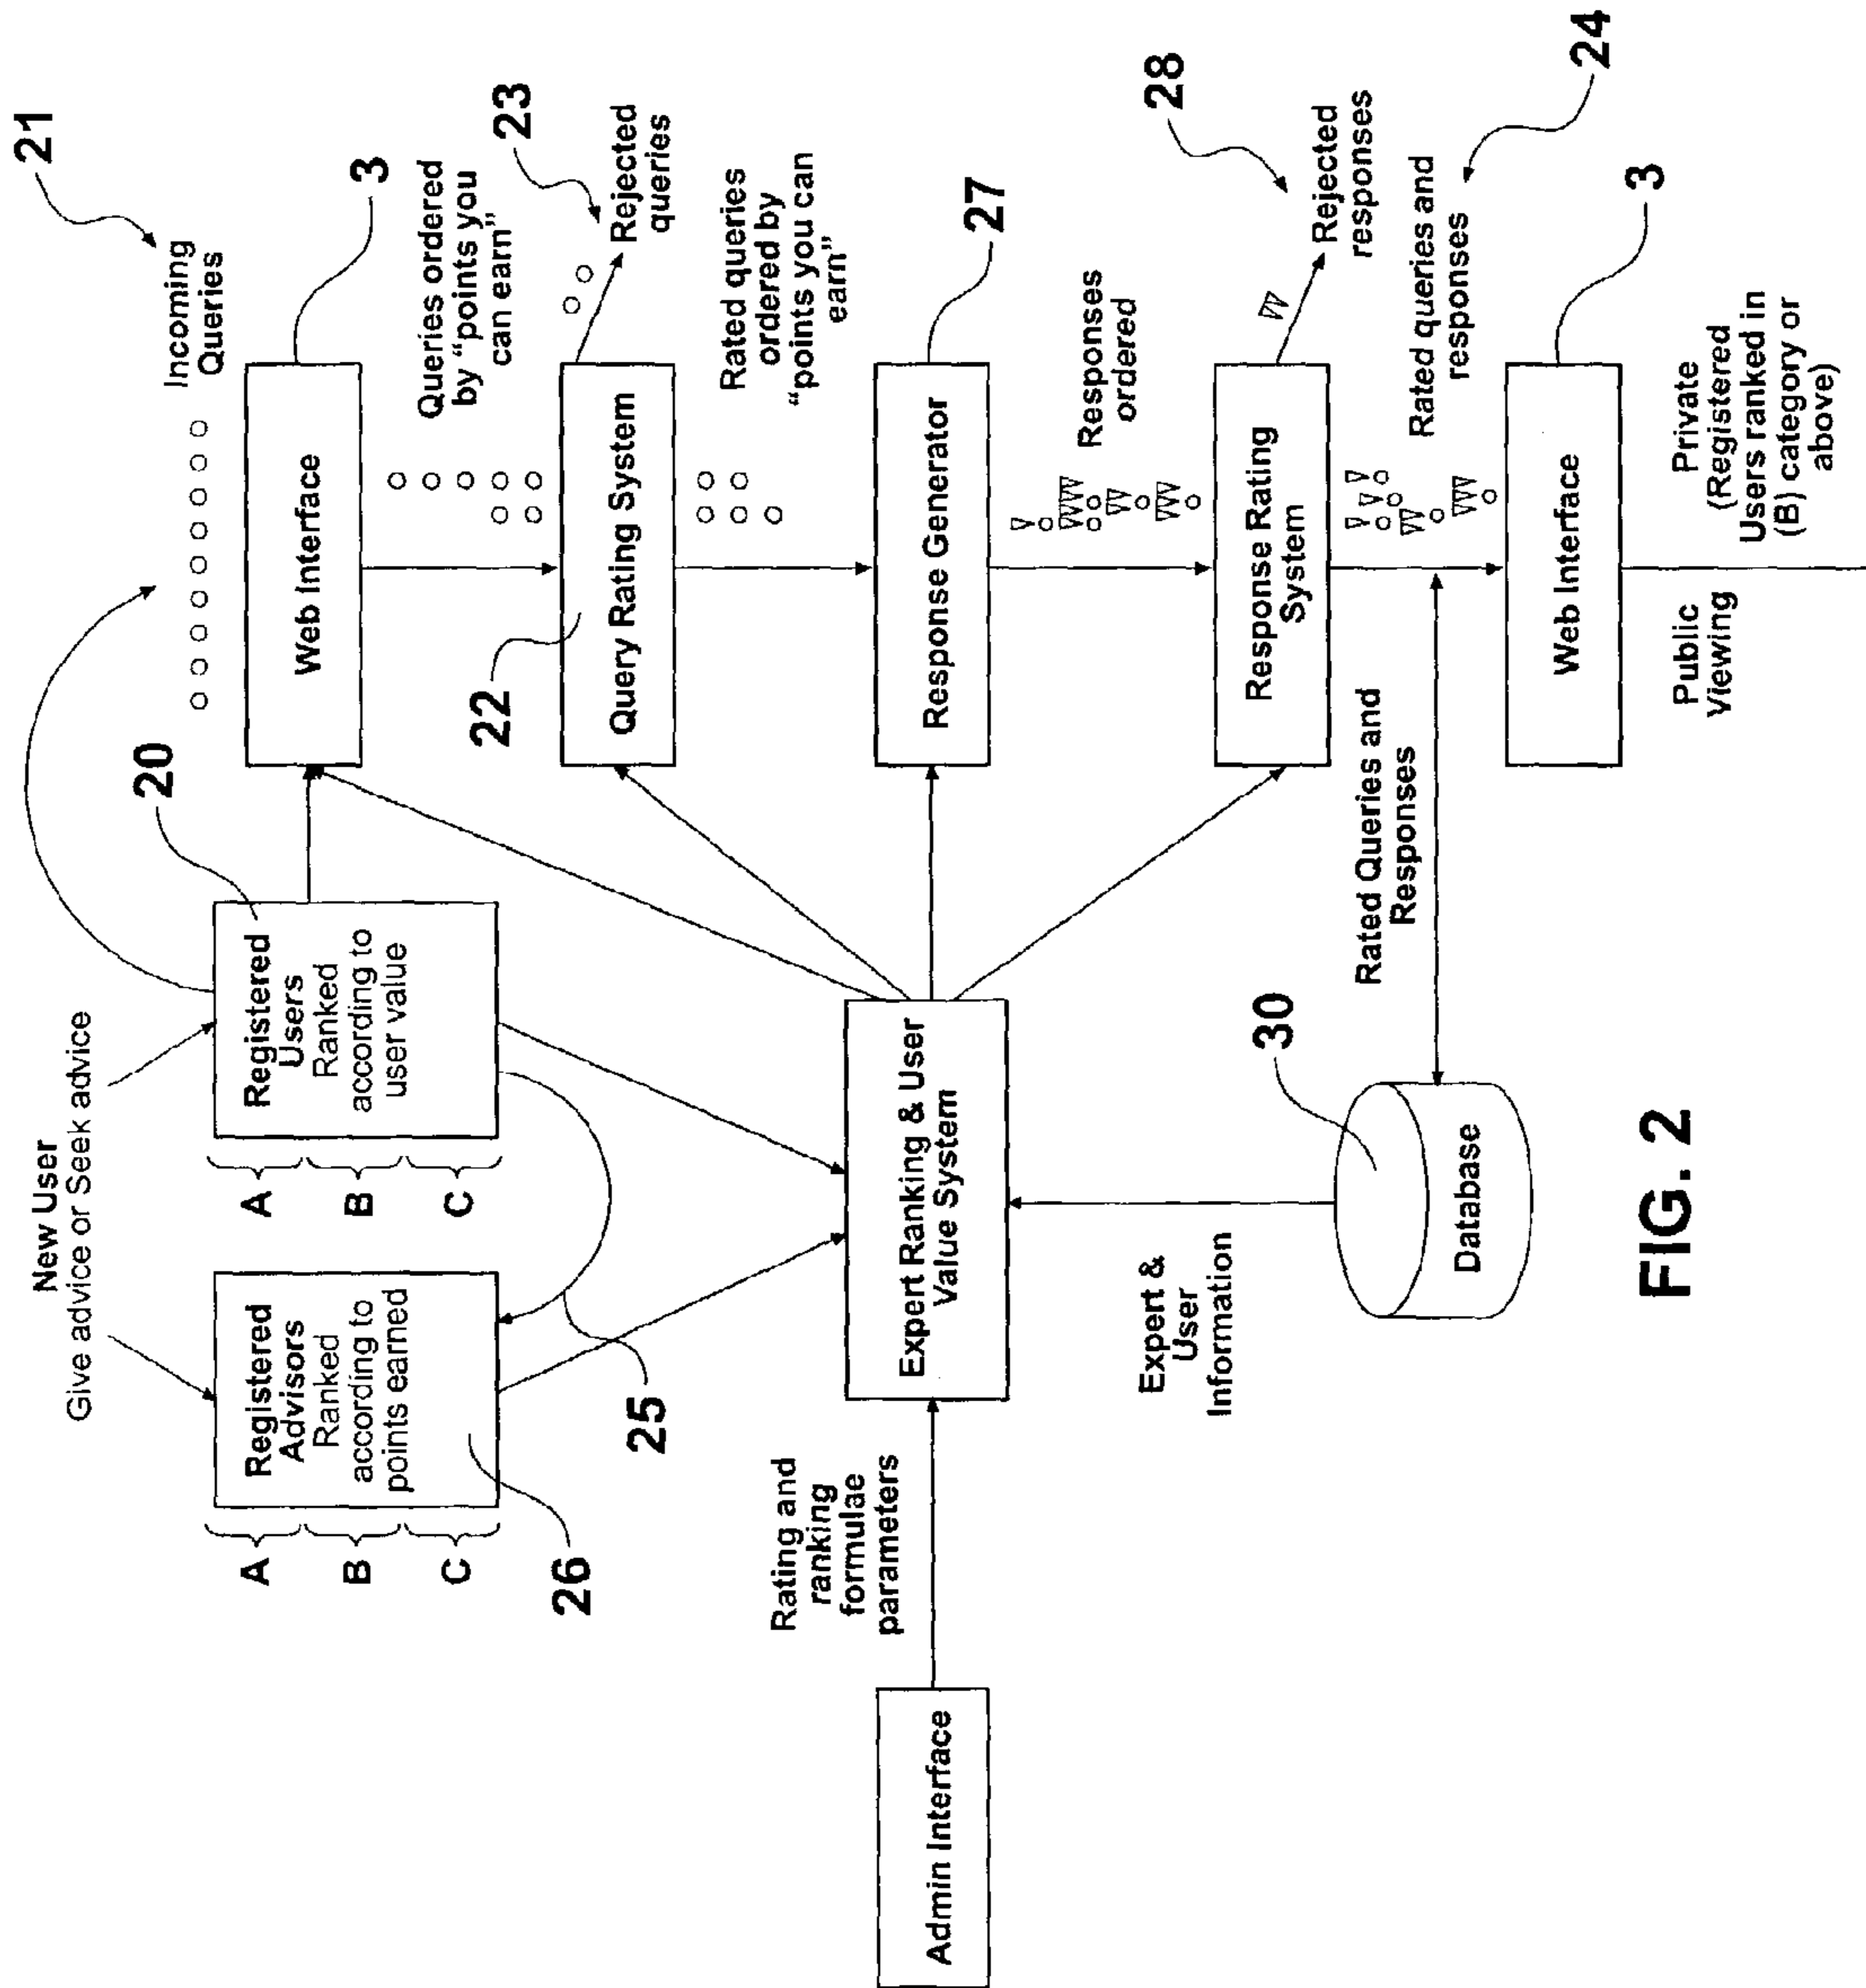 New User
Give advice or Seek advice
21
Incoming
Queries
A
B
C
Registered
Advisors
Ranked
according to
points earned
26
25
A
B
C
Registered
Users
Ranked
according to
user value
20
Web Interface
3
Queries ordered
by "points you
can earn"
22
Query Rating System
23
Rejected
queries
Rated queries
ordered by
"points you can
earn"
Admin Interface
Rating and
ranking
formulae
parameters
Expert Ranking & User
Value System
Response Generator
27
Responses
ordered
Expert &
User
Information
30
Database
Rated Queries and
Responses
Response Rating
System
28
Rejected
responses
Rated queries and
responses
24
Web Interface
3
Public
Viewing
Private
(Registered
Users ranked in
(B) category or
above)
FIG. 2